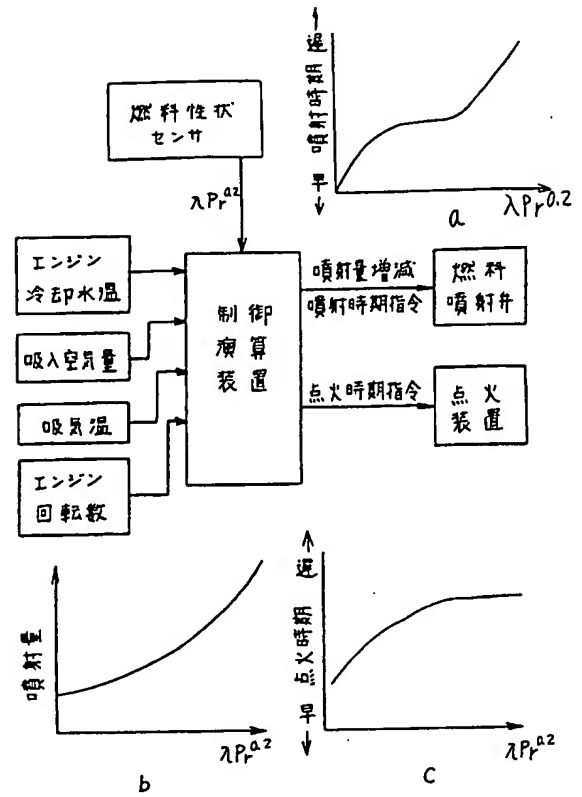 燃料性状
センサ
λPr^0.2
遅
噴射時期
早
λPr^0.2
a
エンジン
冷却水温
吸入空気量
吸気温
エンジン
回転数
制御
演算
装置
噴射量増減
噴射時期指令
燃料
噴射弁
点火時期指令
点火
装置
噴射量
λPr^0.2
b
遅
点火時期
早
λPr^0.2
c